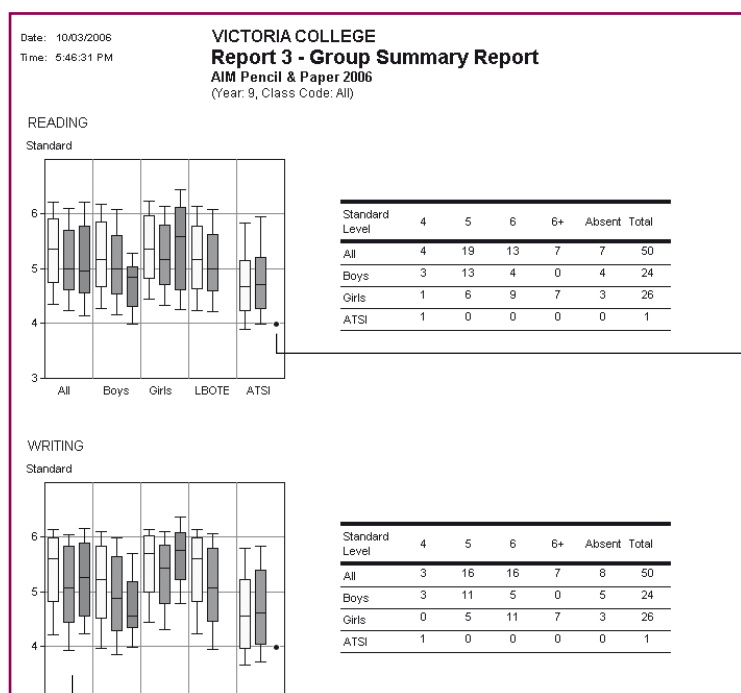 Date: 10/03/2006
Time: 5:46:31 PM
VICTORIA COLLEGE
Report 3 - Group Summary Report
AIM Pencil & Paper 2006
(Year: 9, Class Code: All)
READING
Standard
6
5
4
3
All Boys Girls LBOTE ATSI
Standard Level 4 5 6 6+ Absent Total
All 4 19 13 7 7 50
Boys 3 13 4 0 4 24
Girls 1 6 9 7 3 26
ATSI 1 0 0 0 0 1
WRITING
Standard
6
5
4
Standard Level 4 5 6 6+ Absent Total
All 3 16 16 7 8 50
Boys 3 11 5 0 5 24
Girls 0 5 11 7 3 26
ATSI 1 0 0 0 0 1